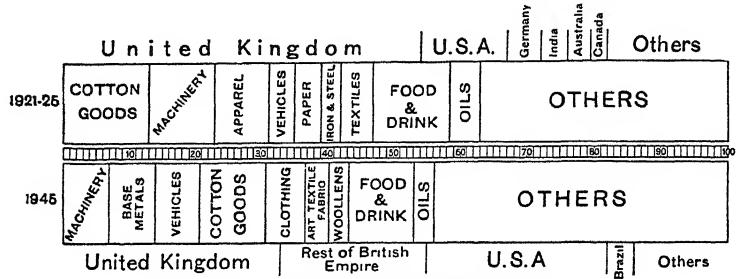 United Kingdom U.S.A. Germany India Australia Canada Others
1921-25 COTTON GOODS MACHINERY APPAREL VEHICLES PAPER IRON & STEEL TEXTILES FOOD & DRINK OILS OTHERS
10 20 30 40 50 60 70 80 90 100
1945 MACHINERY BASE METALS VEHICLES COTTON GOODS CLOTHING ART TEXTILE FABRIC WOOLLENS FOOD & DRINK OILS OTHERS
United Kingdom Rest of British Empire U.S.A Brazil Others